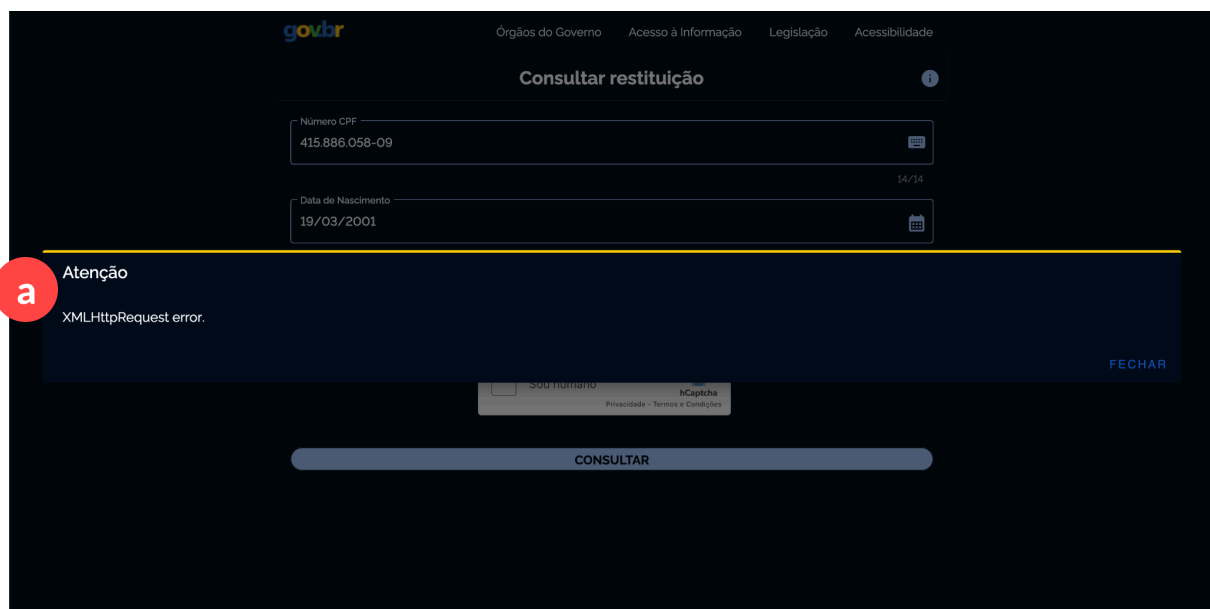 gov.br
Órgãos do Governo Acesso à Informação Legislação Acessibilidade
Consultar restituição
Número CPF
415.886.058-09
14/14
Data de Nascimento
19/03/2001
a
Atenção
XMLHttpRequest error.
FECHAR
Sou humano
hCaptcha
Privacidade - Termos e Condições
CONSULTAR